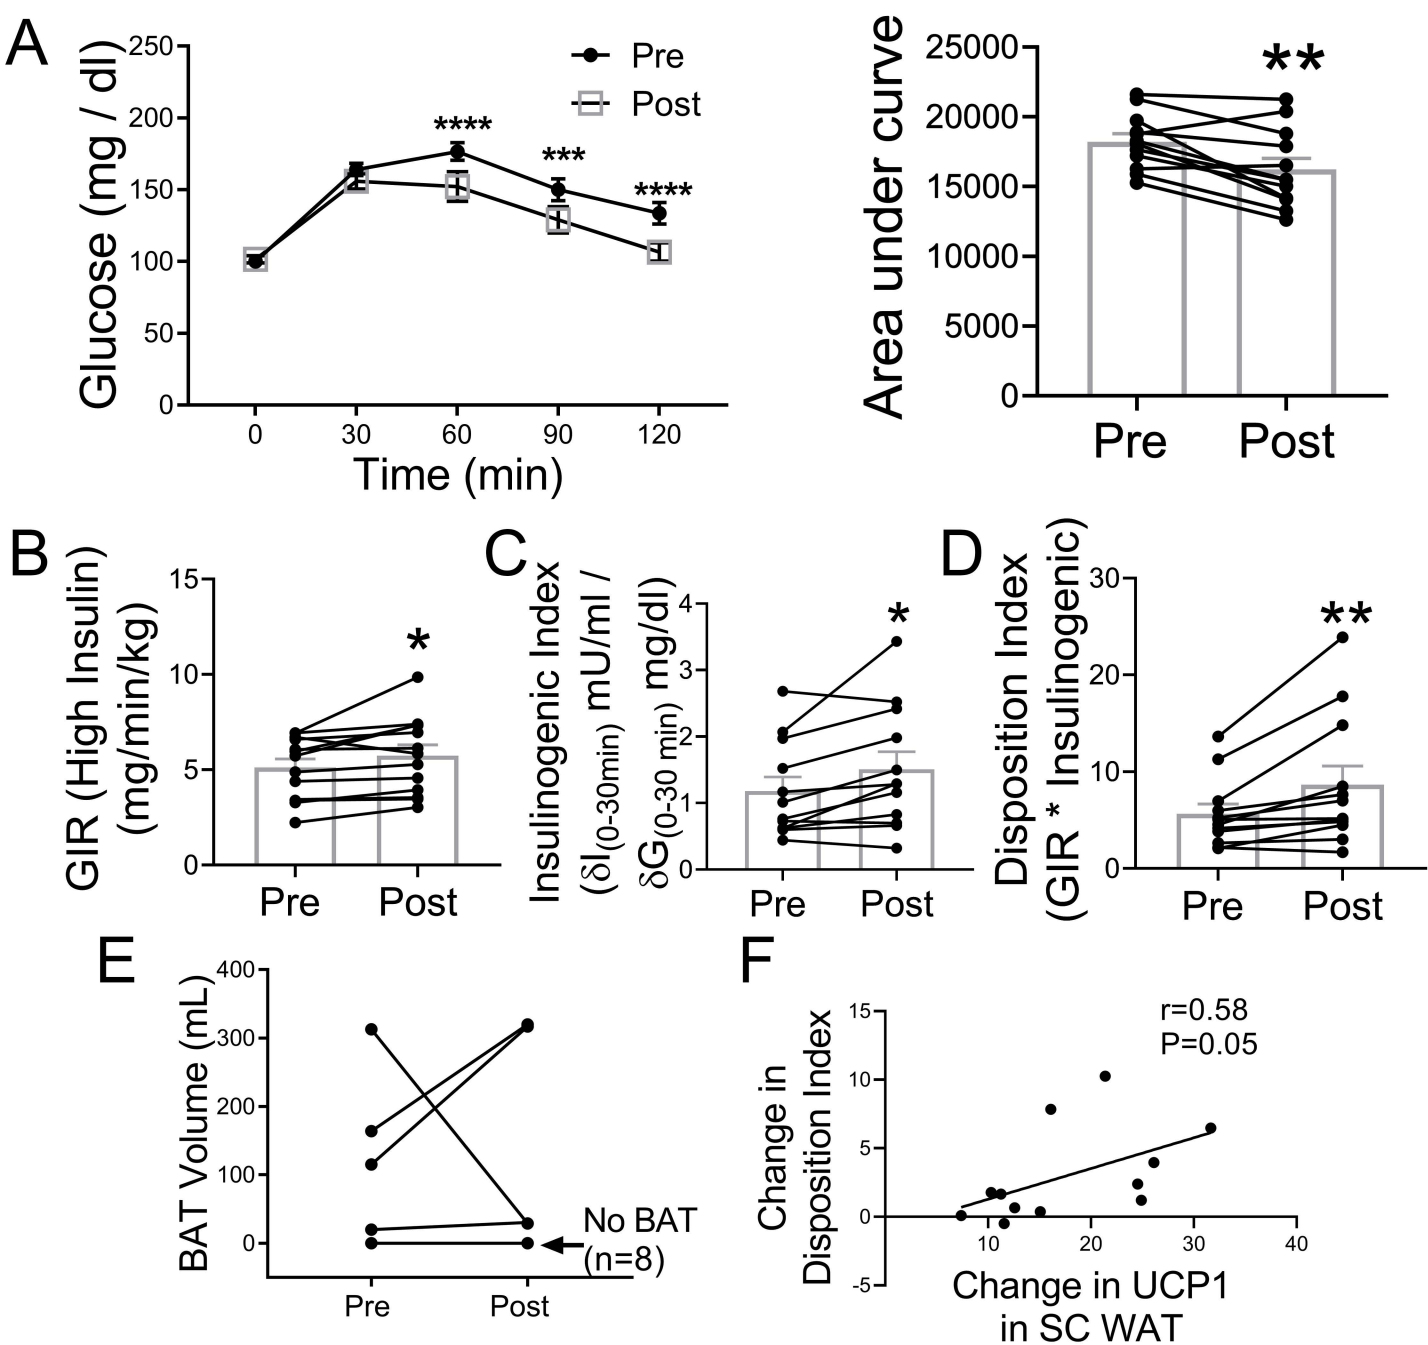 A
Glucose (mg / dl)
250
200
150
100
50
0
0 30 60 90 120
Time (min)
Pre
Post
****
***
****
Area under curve
25000
20000
15000
10000
5000
0
**
Pre Post
B
GIR (High Insulin)
(mg/min/kg)
15
10
5
0
*
Pre Post
C
Insulinogenic Index
(δI(0-30min) mU/ml /
δG(0-30 min) mg/dl)
4
3
2
1
0
*
Pre Post
D
Disposition Index
(GIR * Insulinogenic)
30
20
10
0
**
Pre Post
E
BAT Volume (mL)
400
300
200
100
0
No BAT
(n=8)
Pre Post
F
Change in
Disposition Index
15
10
5
0
-5
r=0.58
P=0.05
10 20 30 40
Change in UCP1
in SC WAT